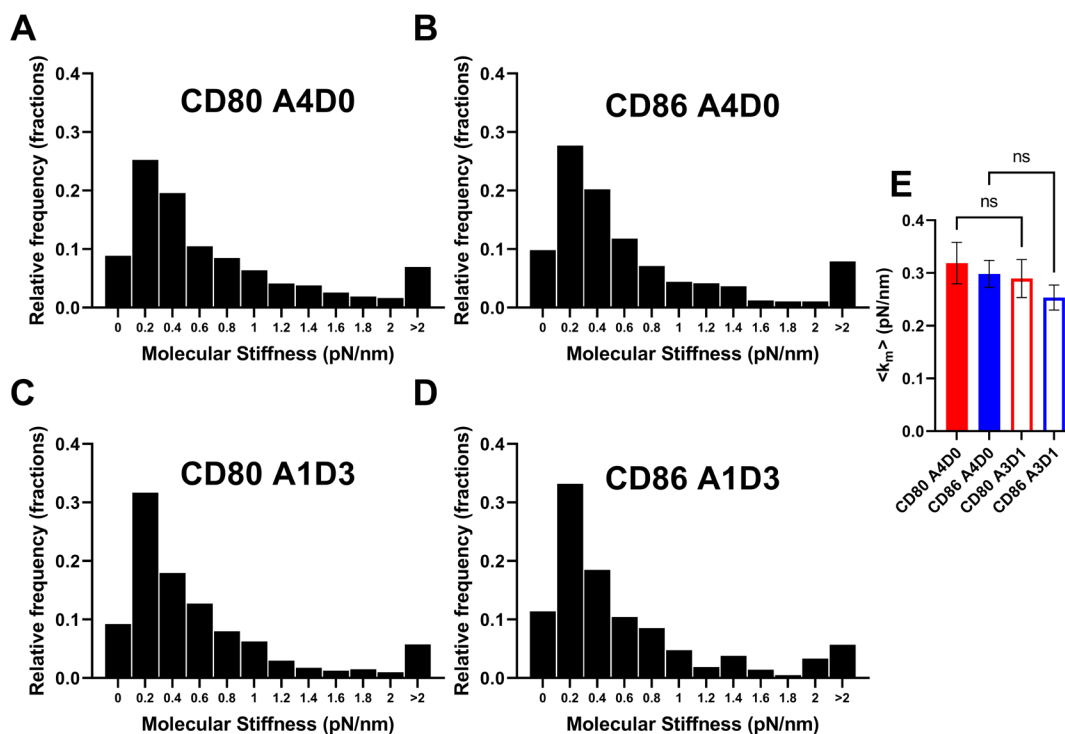 A
CD80 A4D0
Relative frequency (fractions)
0.4
0.3
0.2
0.1
0.0
0 0.2 0.4 0.6 0.8 1 1.2 1.4 1.6 1.8 2 >2
Molecular Stiffness (pN/nm)
B
CD86 A4D0
Relative frequency (fractions)
0.4
0.3
0.2
0.1
0.0
0 0.2 0.4 0.6 0.8 1 1.2 1.4 1.6 1.8 2 >2
Molecular Stiffness (pN/nm)
C
CD80 A1D3
Relative frequency (fractions)
0.4
0.3
0.2
0.1
0.0
0 0.2 0.4 0.6 0.8 1 1.2 1.4 1.6 1.8 2 >2
Molecular Stiffness (pN/nm)
D
CD86 A1D3
Relative frequency (fractions)
0.4
0.3
0.2
0.1
0.0
0 0.2 0.4 0.6 0.8 1 1.2 1.4 1.6 1.8 2 >2
Molecular Stiffness (pN/nm)
E
ns
ns
<km> (pN/nm)
0.4
0.3
0.2
0.1
0.0
CD80 A4D0
CD86 A4D0
CD80 A3D1
CD86 A3D1